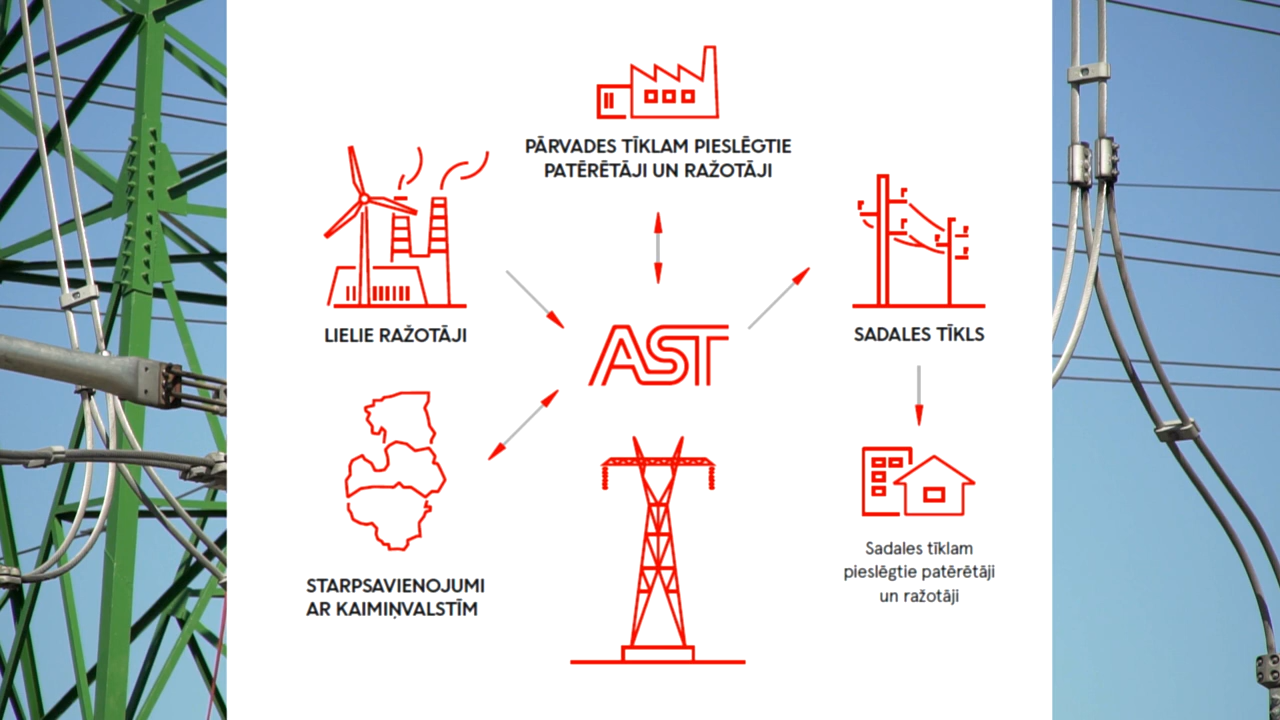 PĀRVADES TĪKLAM PIESLĒGTIE
PATĒRĒTĀJI UN RAŽOTĀJI
LIELIE RAŽOTĀJI
AST
SADALES TĪKLS
STARPSAVIENOJUMI
AR KAIMIŅVALSTĪM
Sadales tīklam
pieslēgtie patērētāji
un ražotāji